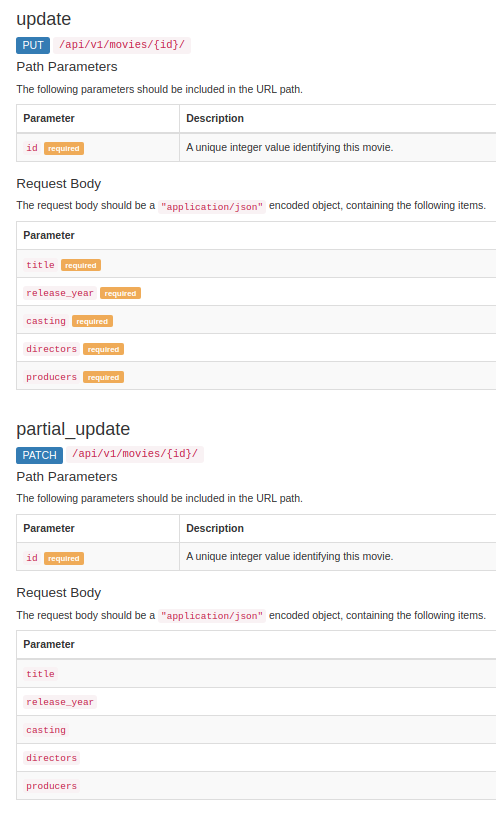 update
PUT /api/v1/movies/{id}/
Path Parameters
The following parameters should be included in the URL path.
Parameter Description
id required A unique integer value identifying this movie.
Request Body
The request body should be a "application/json" encoded object, containing the following items.
Parameter
title required
release_year required
casting required
directors required
producers required
partial_update
PATCH /api/v1/movies/{id}/
Path Parameters
The following parameters should be included in the URL path.
Parameter Description
id required A unique integer value identifying this movie.
Request Body
The request body should be a "application/json" encoded object, containing the following items.
Parameter
title
release_year
casting
directors
producers